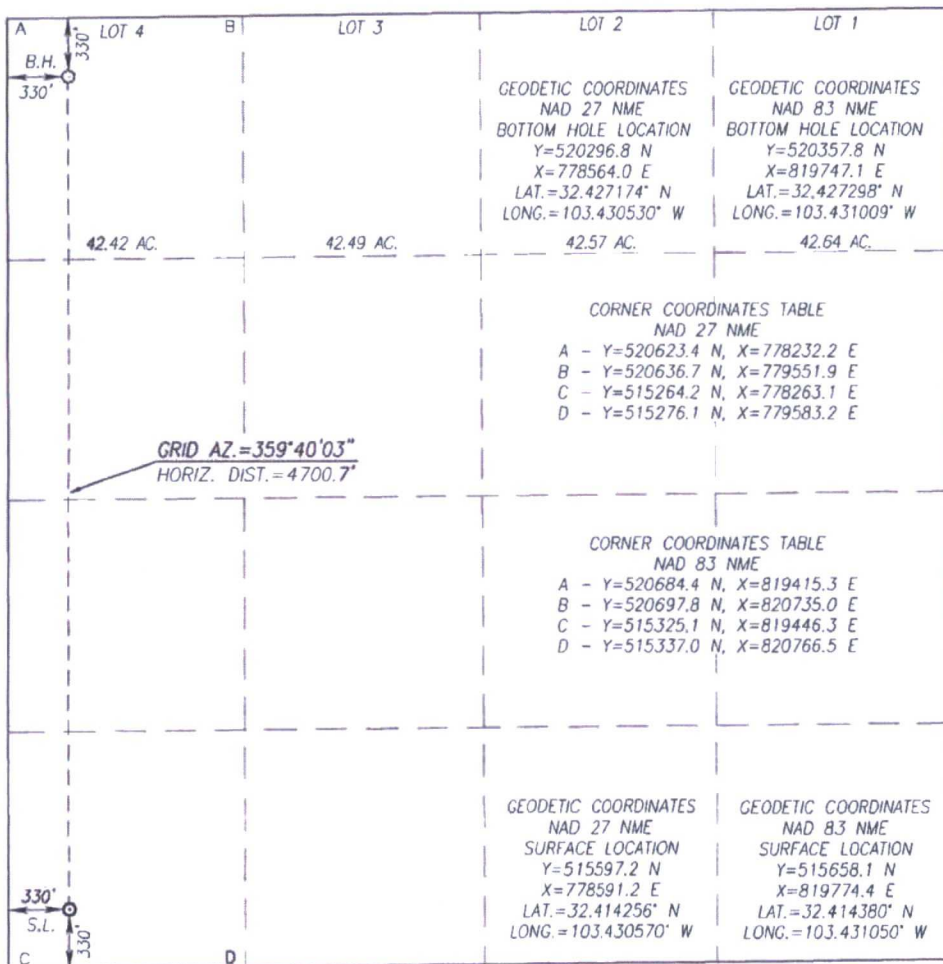 A LOT 4 B LOT 3 LOT 2 LOT 1
330'
B.H.
330'
GEODETIC COORDINATES
NAD 27 NME
BOTTOM HOLE LOCATION
Y=520296.8 N
X=778564.0 E
LAT.=32.427174° N
LONG.=103.430530° W
GEODETIC COORDINATES
NAD 83 NME
BOTTOM HOLE LOCATION
Y=520357.8 N
X=819747.1 E
LAT.=32.427298° N
LONG.=103.431009° W
42.42 AC. 42.49 AC. 42.57 AC. 42.64 AC.
CORNER COORDINATES TABLE
NAD 27 NME
A - Y=520623.4 N, X=778232.2 E
B - Y=520636.7 N, X=779551.9 E
C - Y=515264.2 N, X=778263.1 E
D - Y=515276.1 N, X=779583.2 E
GRID AZ.=359°40'03"
HORIZ. DIST.=4700.7'
CORNER COORDINATES TABLE
NAD 83 NME
A - Y=520684.4 N, X=819415.3 E
B - Y=520697.8 N, X=820735.0 E
C - Y=515325.1 N, X=819446.3 E
D - Y=515337.0 N, X=820766.5 E
GEODETIC COORDINATES
NAD 27 NME
SURFACE LOCATION
Y=515597.2 N
X=778591.2 E
LAT.=32.414256° N
LONG.=103.430570° W
GEODETIC COORDINATES
NAD 83 NME
SURFACE LOCATION
Y=515658.1 N
X=819774.4 E
LAT.=32.414380° N
LONG.=103.431050° W
330'
S.L.
330'
C D